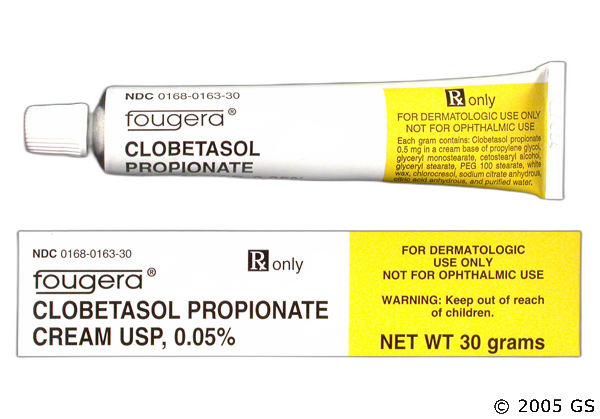 NDC 0168-0163-30
fougera®
CLOBETASOL
PROPIONATE
Rx only
FOR DERMATOLOGIC USE ONLY
NOT FOR OPHTHALMIC USE
Each gram contains: Clobetasol propionate
0.5 mg in a cream base of propylene glycol,
glyceryl monostearate, cetostearyl alcohol,
glyceryl stearate, PEG 100 stearate, white
wax, chlorocresol, sodium citrate anhydrous,
citric acid anhydrous, and purified water.
NDC 0168-0163-30
fougera®
Rx only
CLOBETASOL PROPIONATE
CREAM USP, 0.05%
FOR DERMATOLOGIC
USE ONLY
NOT FOR OPHTHALMIC USE
WARNING: Keep out of reach
of children.
NET WT 30 grams
© 2005 GS